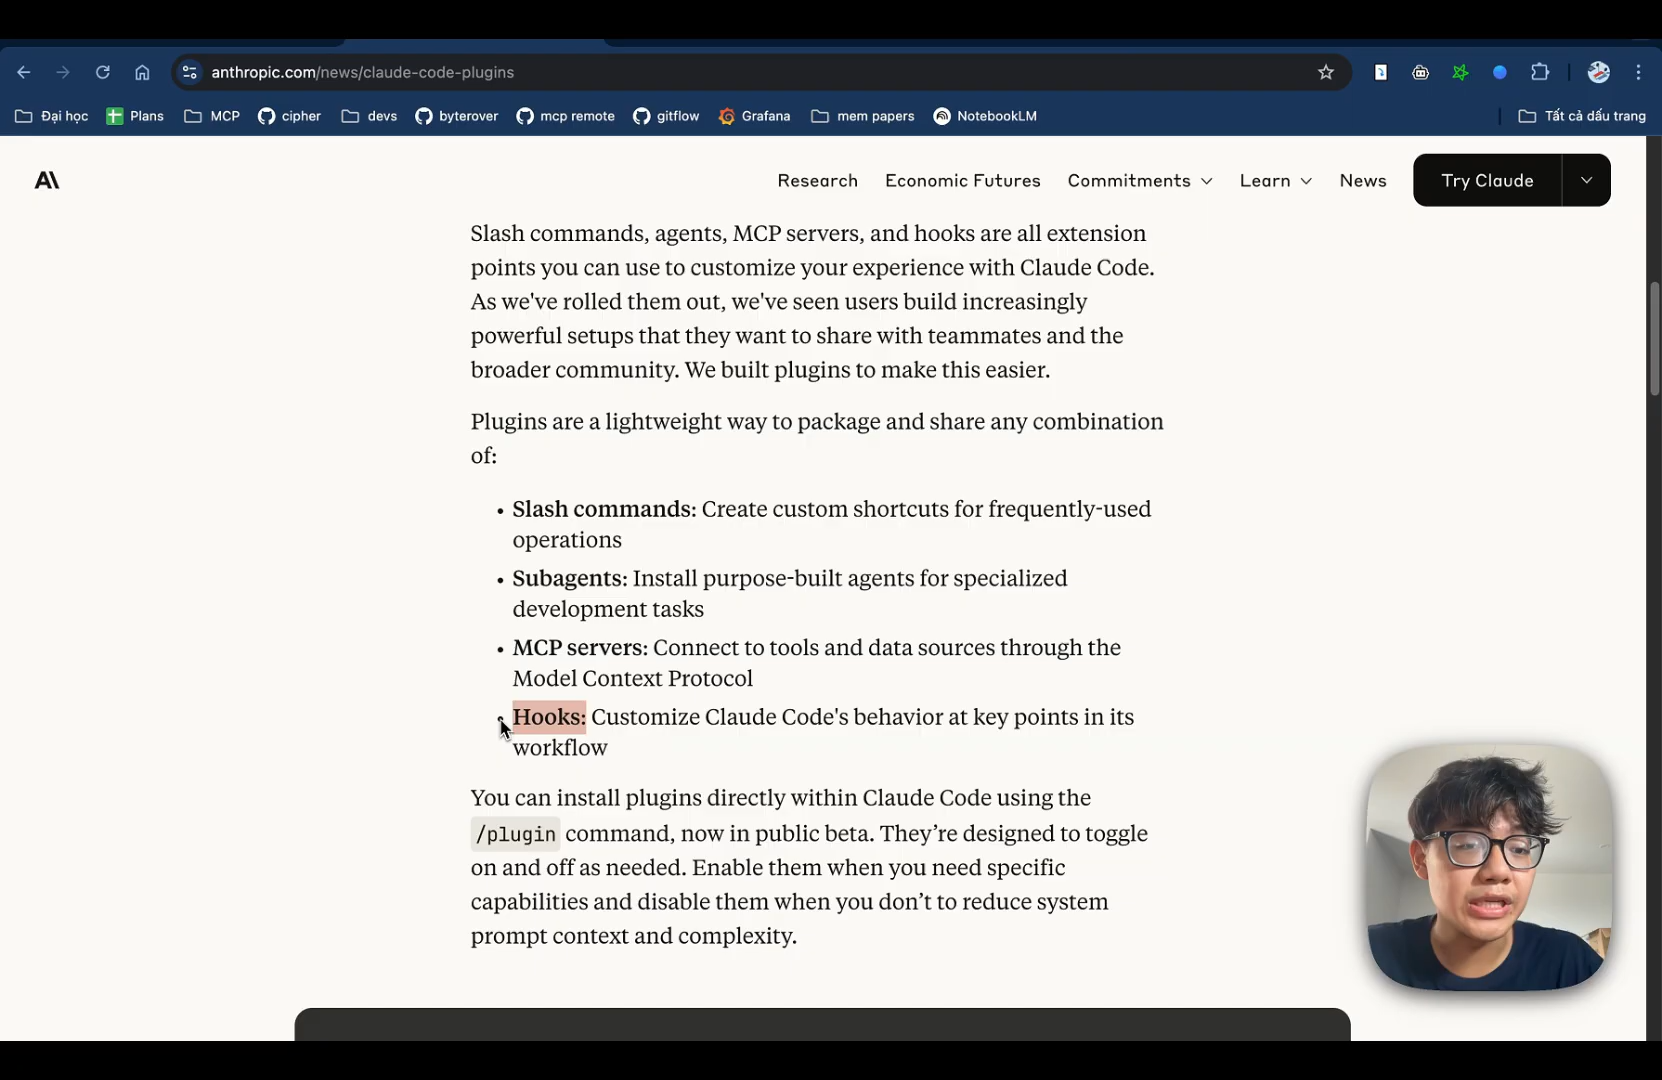 anthropic.com/news/claude-code-plugins
Đại học Plans MCP cipher devs byterover mcp remote gitflow Grafana mem papers NotebookLM Tất cả dấu trang
A\ Research Economic Futures Commitments Learn News Try Claude
Slash commands, agents, MCP servers, and hooks are all extension
points you can use to customize your experience with Claude Code.
As we've rolled them out, we've seen users build increasingly
powerful setups that they want to share with teammates and the
broader community. We built plugins to make this easier.
Plugins are a lightweight way to package and share any combination
of:
• Slash commands: Create custom shortcuts for frequently-used
operations
• Subagents: Install purpose-built agents for specialized
development tasks
• MCP servers: Connect to tools and data sources through the
Model Context Protocol
• Hooks: Customize Claude Code's behavior at key points in its
workflow
You can install plugins directly within Claude Code using the
/plugin command, now in public beta. They’re designed to toggle
on and off as needed. Enable them when you need specific
capabilities and disable them when you don’t to reduce system
prompt context and complexity.